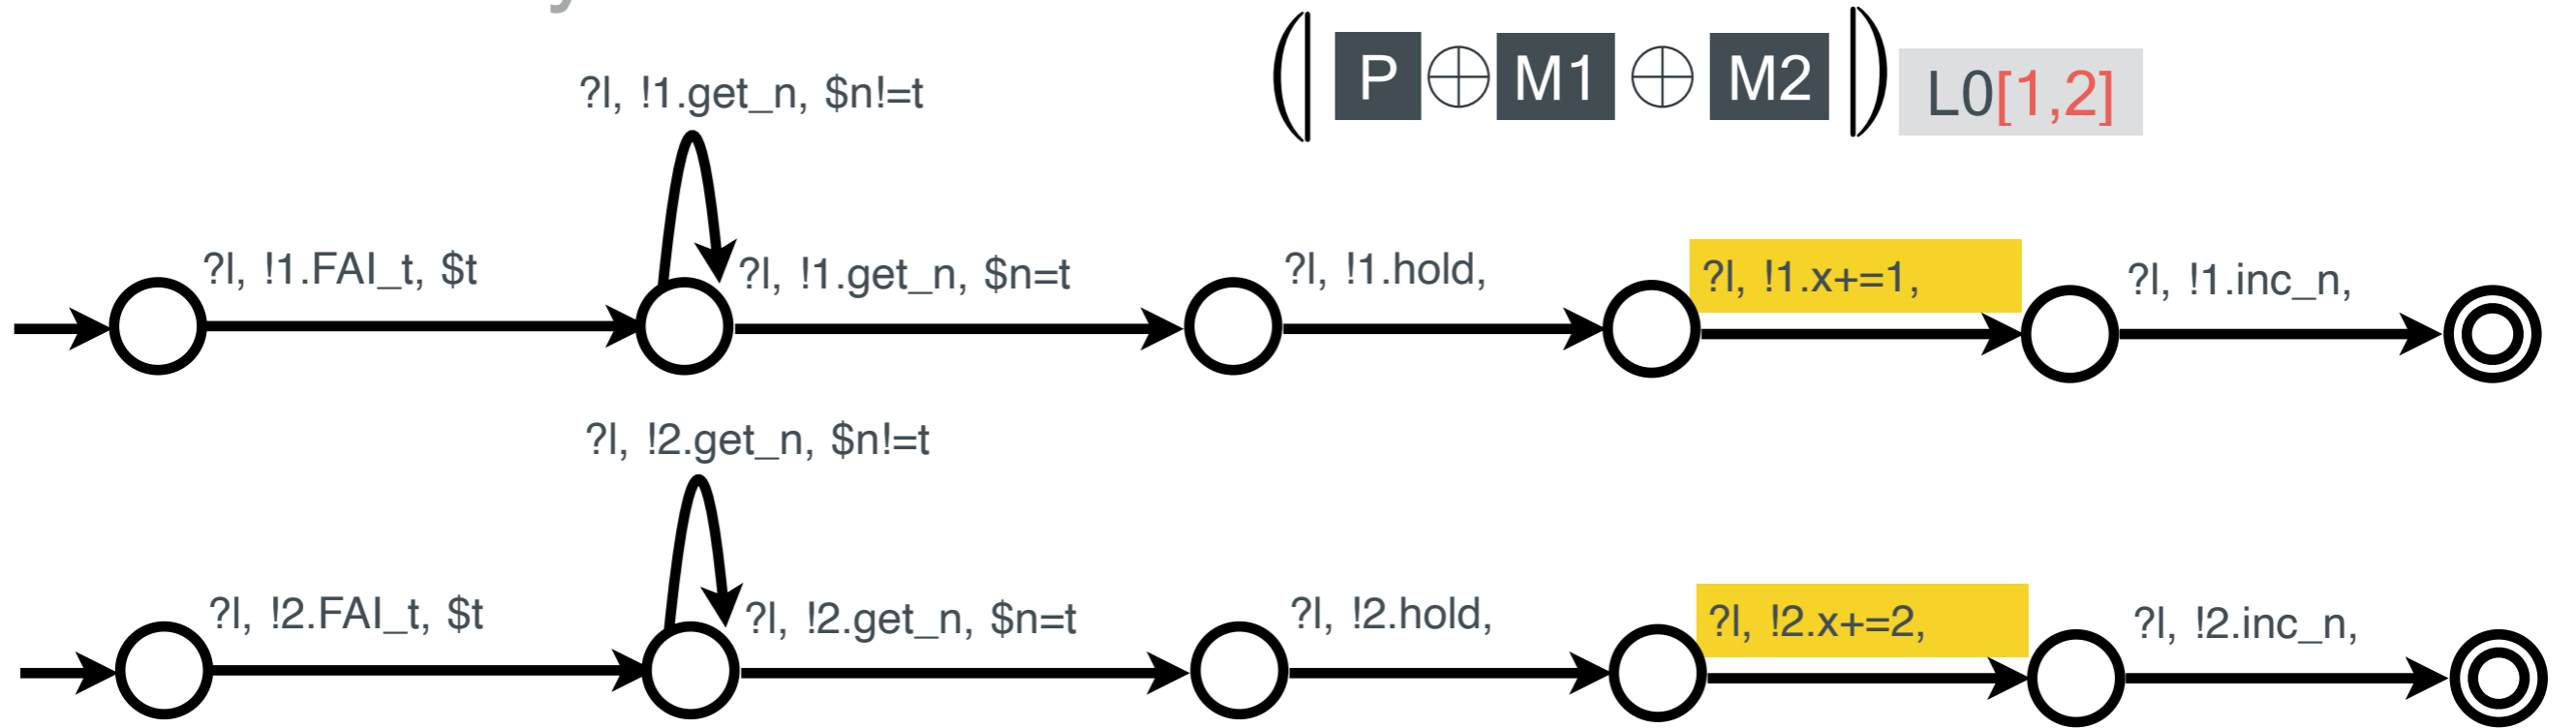 P ⊕ M1 ⊕ M2 L0[1,2]
?l, !1.get_n, $n!=t
?l, !1.FAI_t, $t
?l, !1.get_n, $n=t
?l, !1.hold,
?l, !1.x+=1,
?l, !1.inc_n,
?l, !2.get_n, $n!=t
?l, !2.FAI_t, $t
?l, !2.get_n, $n=t
?l, !2.hold,
?l, !2.x+=2,
?l, !2.inc_n,